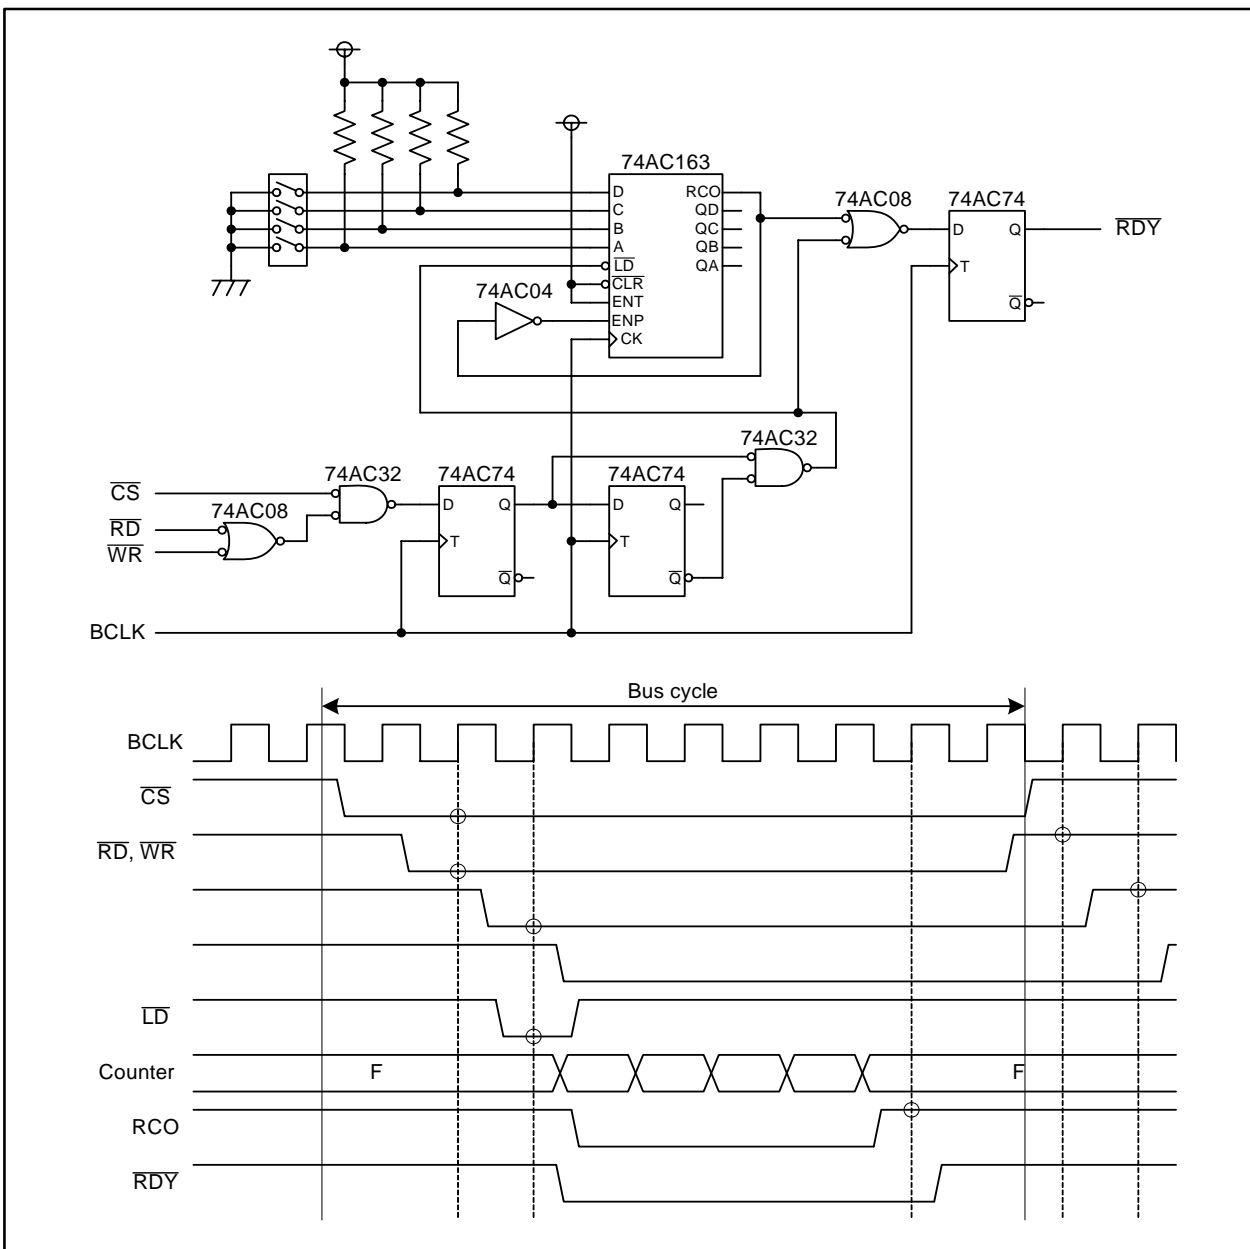 74AC163
D
C
B
A
LD
CLR
ENT
ENP
CK
RCO
QD
QC
QB
QA
74AC04
74AC08
74AC74
D
Q
T
Q
RDY
74AC32
CS
RD
WR
74AC08
74AC32
74AC74
D
Q
T
Q
74AC74
D
Q
T
Q
BCLK
Bus cycle
BCLK
CS
RD, WR
LD
Counter
F
F
RCO
RDY